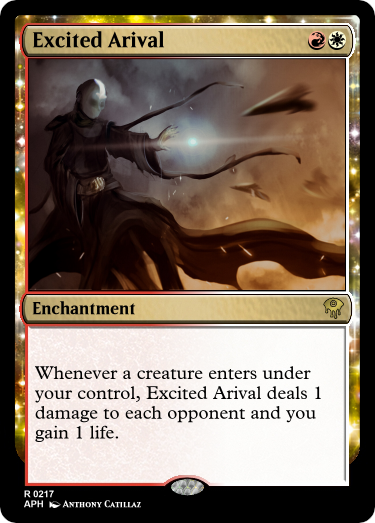 Excited Arival
Enchantment
Whenever a creature enters under
your control, Excited Arival deals 1
damage to each opponent and you
gain 1 life.
R 0217
APH Anthony Catillaz